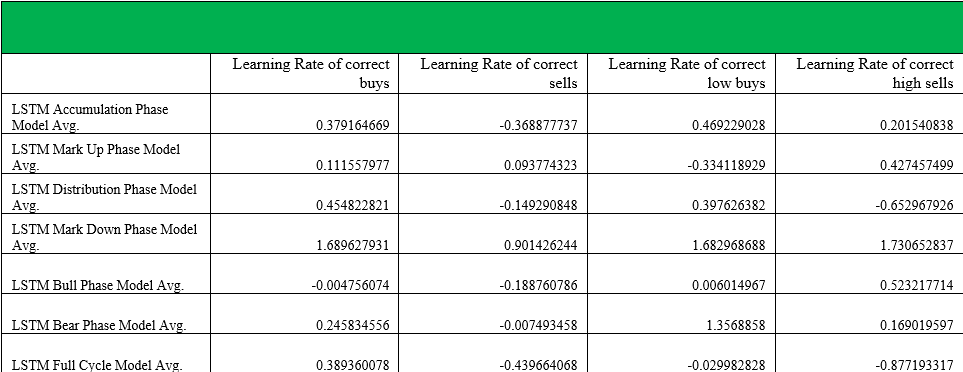 Learning Rate of correct buys Learning Rate of correct sells Learning Rate of correct low buys Learning Rate of correct high sells
LSTM Accumulation Phase Model Avg. 0.379164669 -0.368877737 0.469229028 0.201540838
LSTM Mark Up Phase Model Avg. 0.111557977 0.093774323 -0.334118929 0.427457499
LSTM Distribution Phase Model Avg. 0.454822821 -0.149290848 0.397626382 -0.652967926
LSTM Mark Down Phase Model Avg. 1.689627931 0.901426244 1.682968688 1.730652837
LSTM Bull Phase Model Avg. -0.004756074 -0.188760786 0.006014967 0.523217714
LSTM Bear Phase Model Avg. 0.245834556 -0.007493458 1.3568858 0.169019597
LSTM Full Cycle Model Avg. 0.389360078 -0.439664068 -0.029982828 -0.877193317